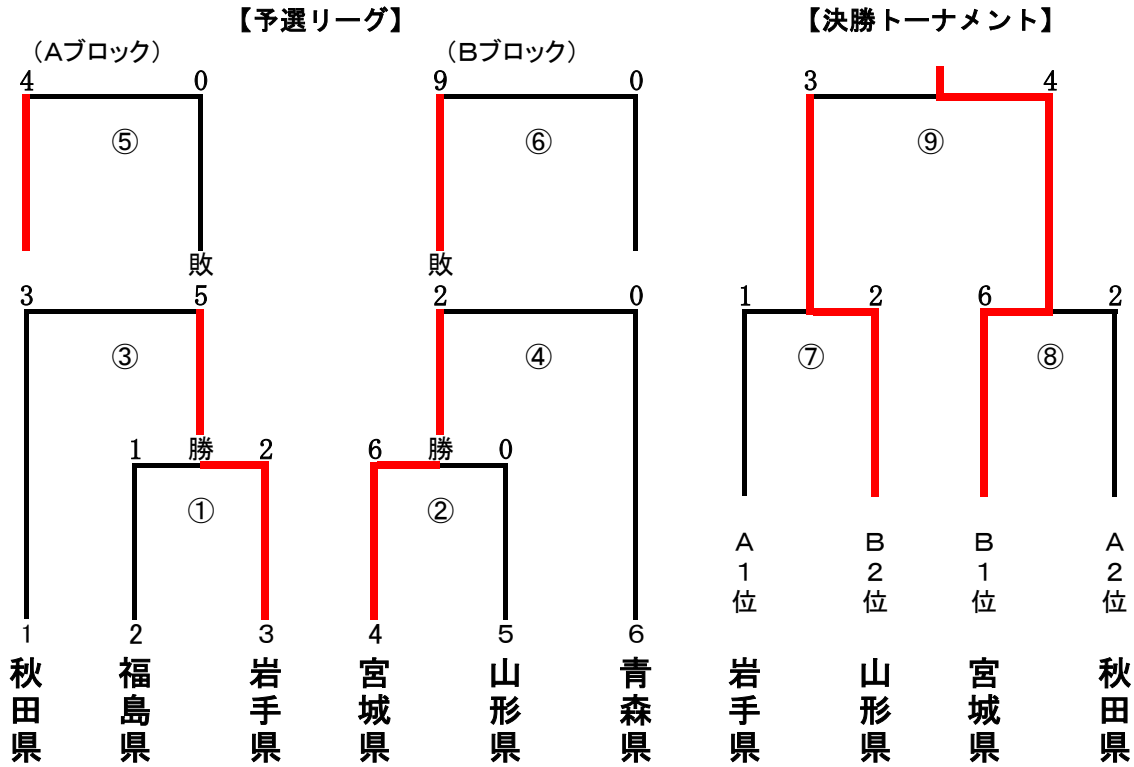 【予選リーグ】
(Aブロック)
(Bブロック)
4 0
9 0
⑤
⑥
敗
敗
3 5
2 0
③
④
1 勝 2
6 勝 0
①
②
1
2
3
4
5
6
秋田県
福島県
岩手県
宮城県
山形県
青森県
【決勝トーナメント】
3 4
⑨
1 2
6 2
⑦
⑧
A1位
B2位
B1位
A2位
岩手県
山形県
宮城県
秋田県